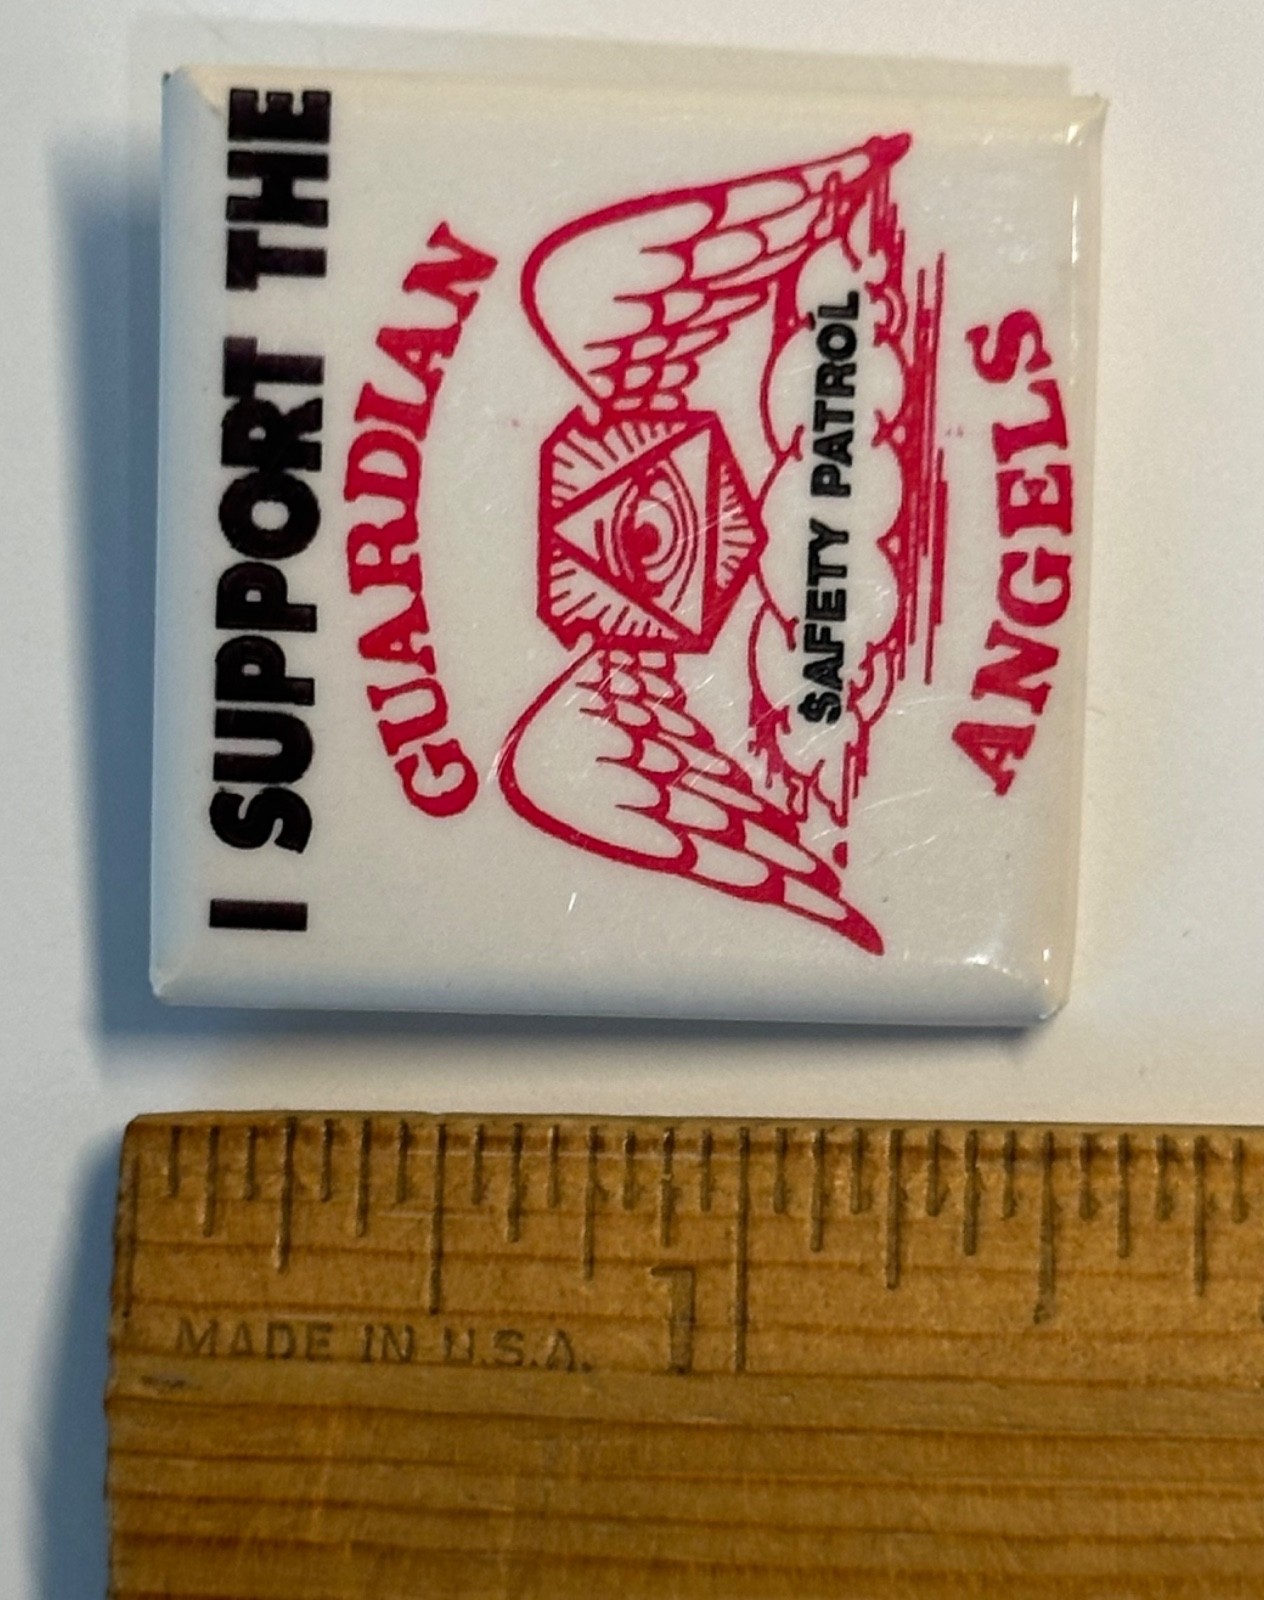 I SUPPORT THE
GUARDIAN
SAFETY PATROL
ANGELS
MADE IN U.S.A.
1